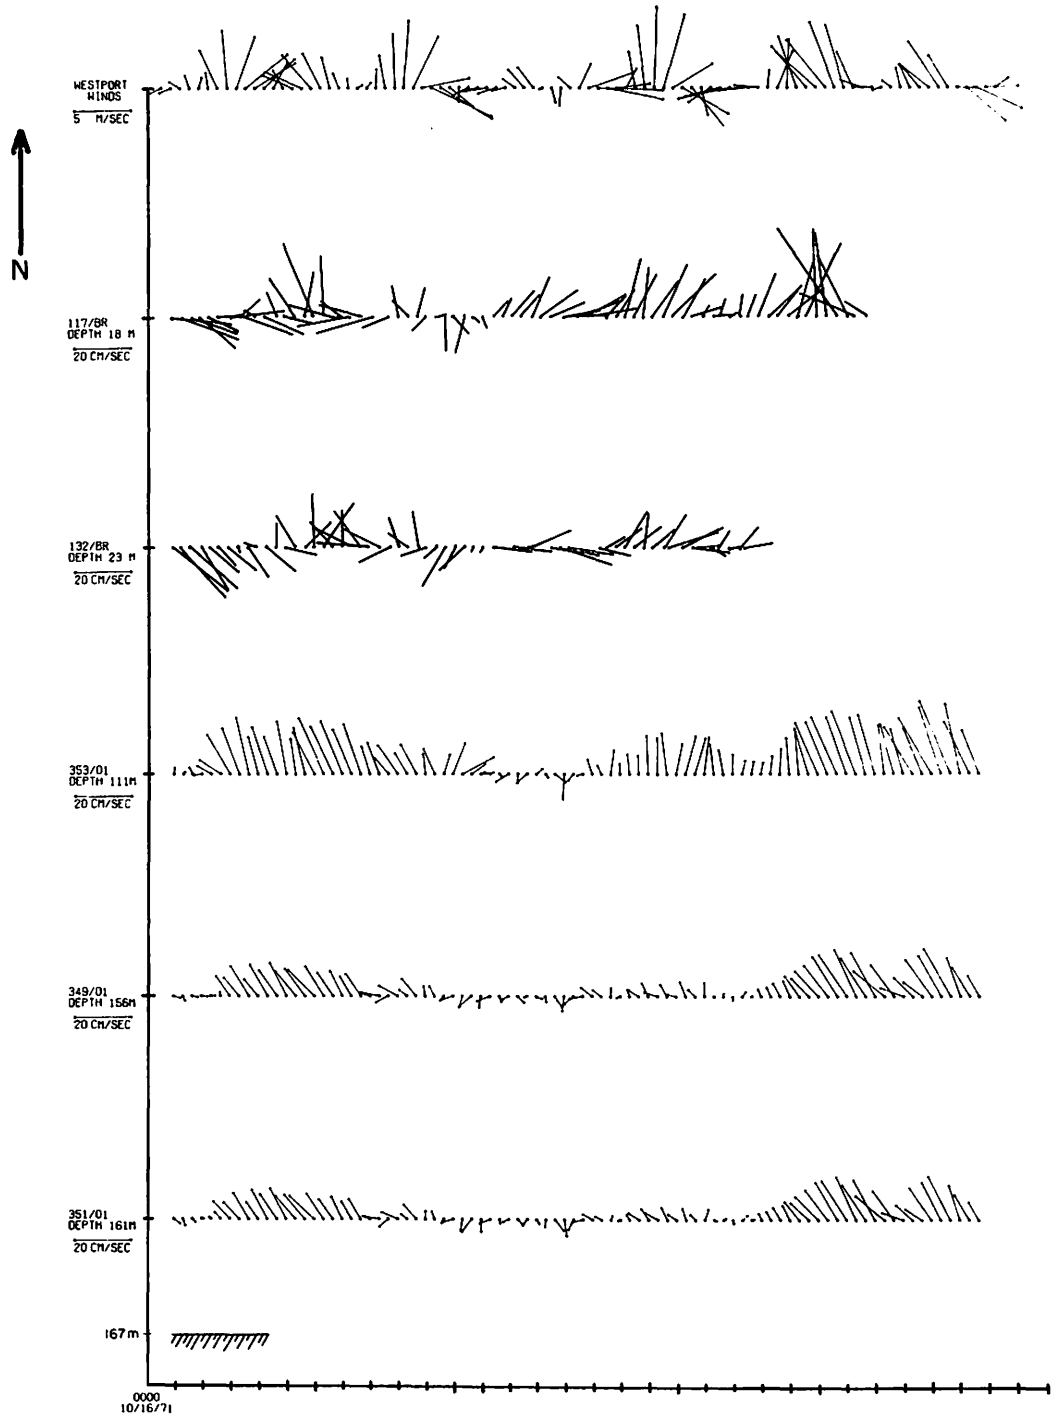 WESTPORT
WINDS
5 M/SEC
N
117/BR
DEPTH 18 M
20 CM/SEC
132/BR
DEPTH 23 M
20 CM/SEC
353/01
DEPTH 111M
20 CM/SEC
349/01
DEPTH 156M
20 CM/SEC
351/01
DEPTH 161M
20 CM/SEC
167m
0000
10/16/71